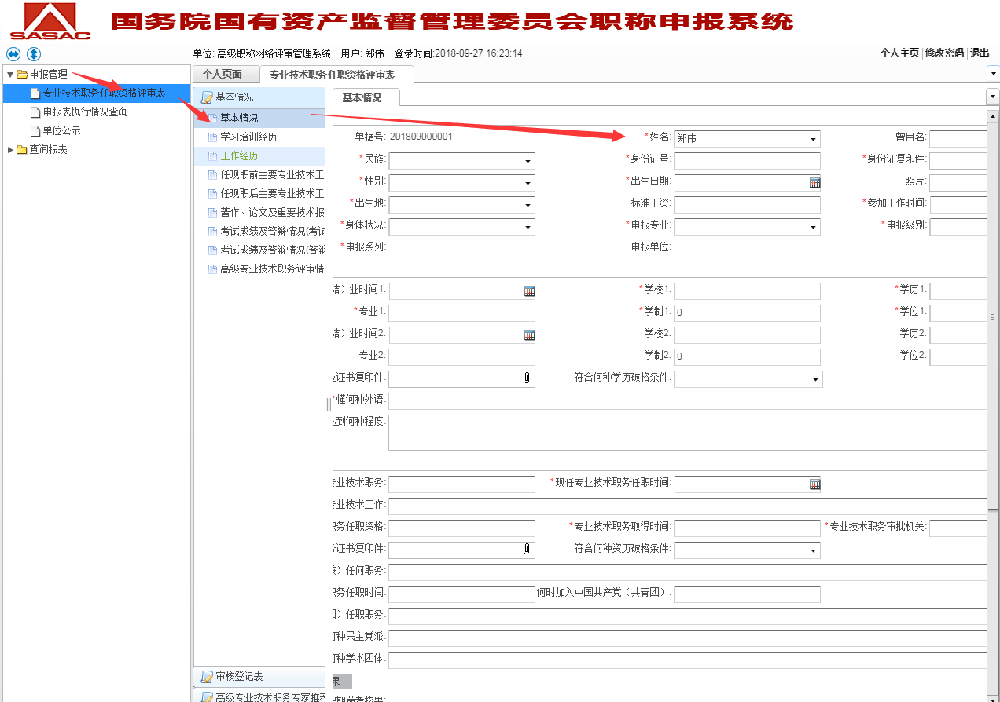 SASAC
国务院国有资产监督管理委员会职称申报系统
单位: 高级职称网络评审管理系统 用户: 郑伟 登录时间:2018-09-27 16:23:14
个人主页 修改密码 退出
申报管理
专业技术职务任职资格评审表
申报表执行情况查询
单位公示
查询报表
个人页面
专业技术职务任职资格评审表
基本情况
基本情况
学习培训经历
工作经历
任现职前主要专业技术工
任现职后主要专业技术工
著作、论文及重要技术报
考试成绩及答辩情况(考试
考试成绩及答辩情况(答辩
高级专业技术职务评审情
审核登记表
高级专业技术职务专家推荐
基本情况
单据号: 201809000001 *姓名: 郑伟 曾用名:
*民族: *身份证号: *身份证复印件:
*性别: *出生日期: 照片:
*出生地: 标准工资: *参加工作时间:
*身体状况: *申报专业: *申报级别:
*申报系列: 申报单位:
结）业时间1: *学校1: *学历1:
*专业1: *学制1: 0 *学位1:
结）业时间2: 学校2: 学历2:
专业2: 学制2: 0 学位2:
位证书复印件: 符合何种学历破格条件:
*懂何种外语:
达到何种程度:
专业技术职务: *现任专业技术职务任职时间:
专业技术工作:
职务任职资格: *专业技术职务取得时间: *专业技术职务审批机关:
务证书复印件: 符合何种资历破格条件:
）任何职务:
职务任职时间: 何时加入中国共产党（共青团）:
团）任职职务:
何种民主党派:
何种学术团体:
果
期满考核果: